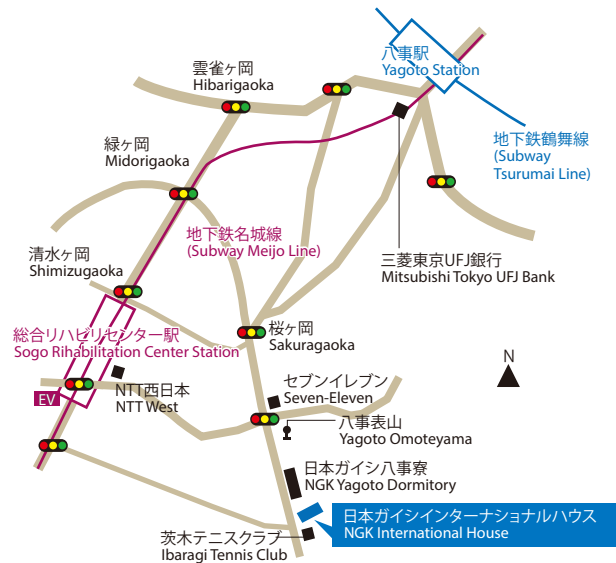 八事駅
Yagoto Station
雲雀ヶ岡
Hibarigaoka
地下鉄鶴舞線
(Subway
Tsurumai Line)
緑ヶ岡
Midorigaoka
地下鉄名城線
(Subway Meijo Line)
三菱東京UFJ銀行
Mitsubishi Tokyo UFJ Bank
清水ヶ岡
Shimizugaoka
総合リハビリセンター駅
Sogo Rihabilitation Center Station
桜ヶ岡
Sakuragaoka
N
EV
NTT西日本
NTT West
セブンイレブン
Seven-Eleven
八事表山
Yagoto Omoteyama
日本ガイシ八事寮
NGK Yagoto Dormitory
日本ガイシインターナショナルハウス
NGK International House
茨木テニスクラブ
Ibaragi Tennis Club